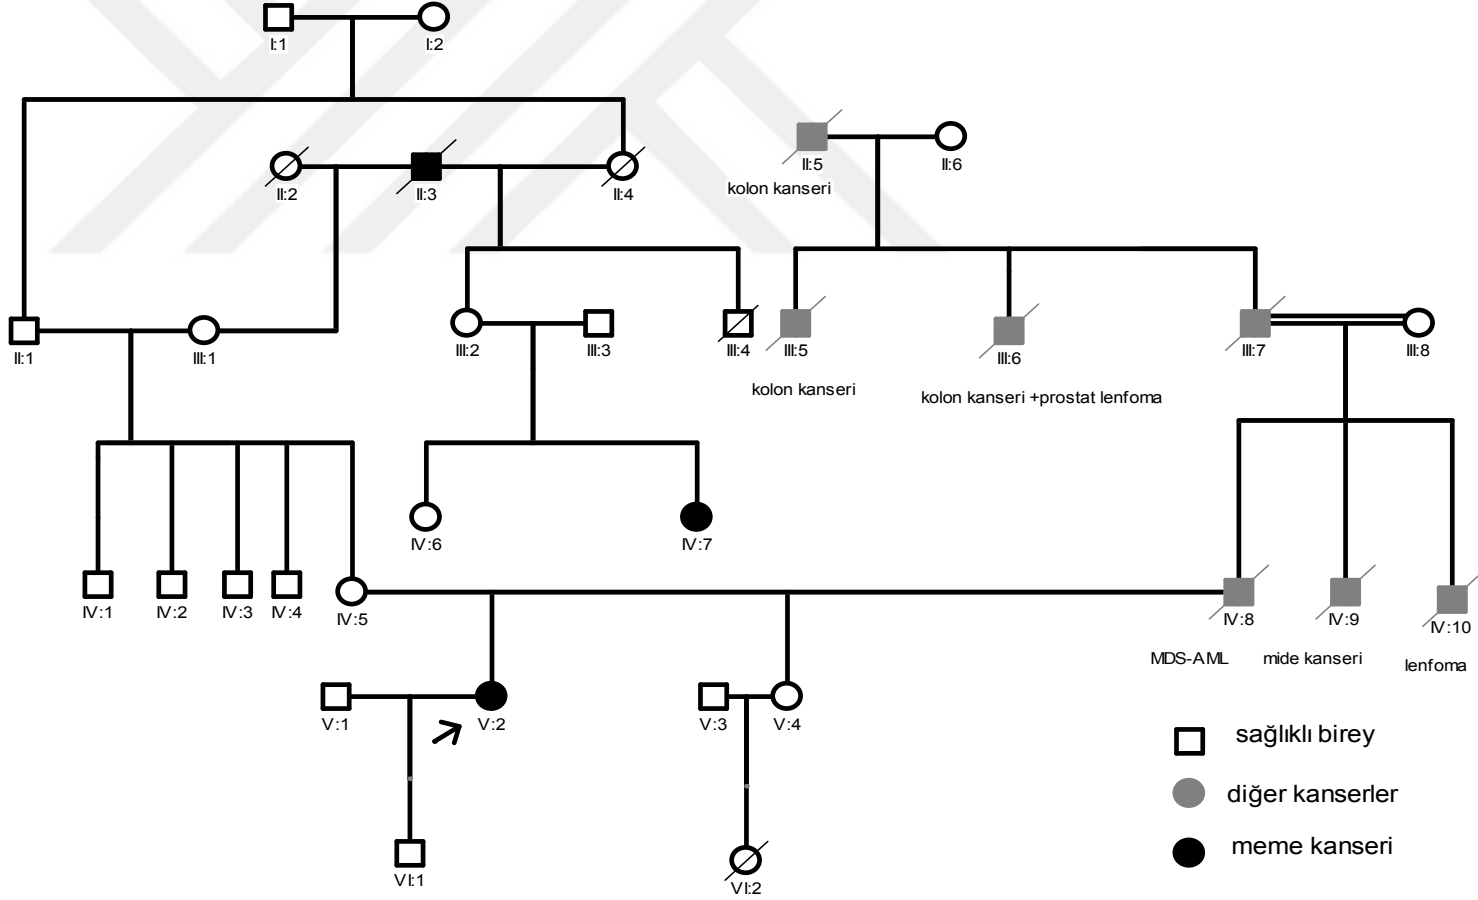 I:1
I:2
II:5
II:6
kolon kanseri
II:2
II:3
II:4
II:1
III:1
III:2
III:3
III:4
III:5
III:6
III:7
III:8
kolon kanseri
kolon kanseri +prostat lenfoma
IV:6
IV:7
IV:1
IV:2
IV:3
IV:4
IV:5
IV:8
IV:9
IV:10
MDS-AML
mide kanseri
lenfoma
V:1
V:2
V:3
V:4
sağlıklı birey
diğer kanserler
meme kanseri
VI:1
VI:2